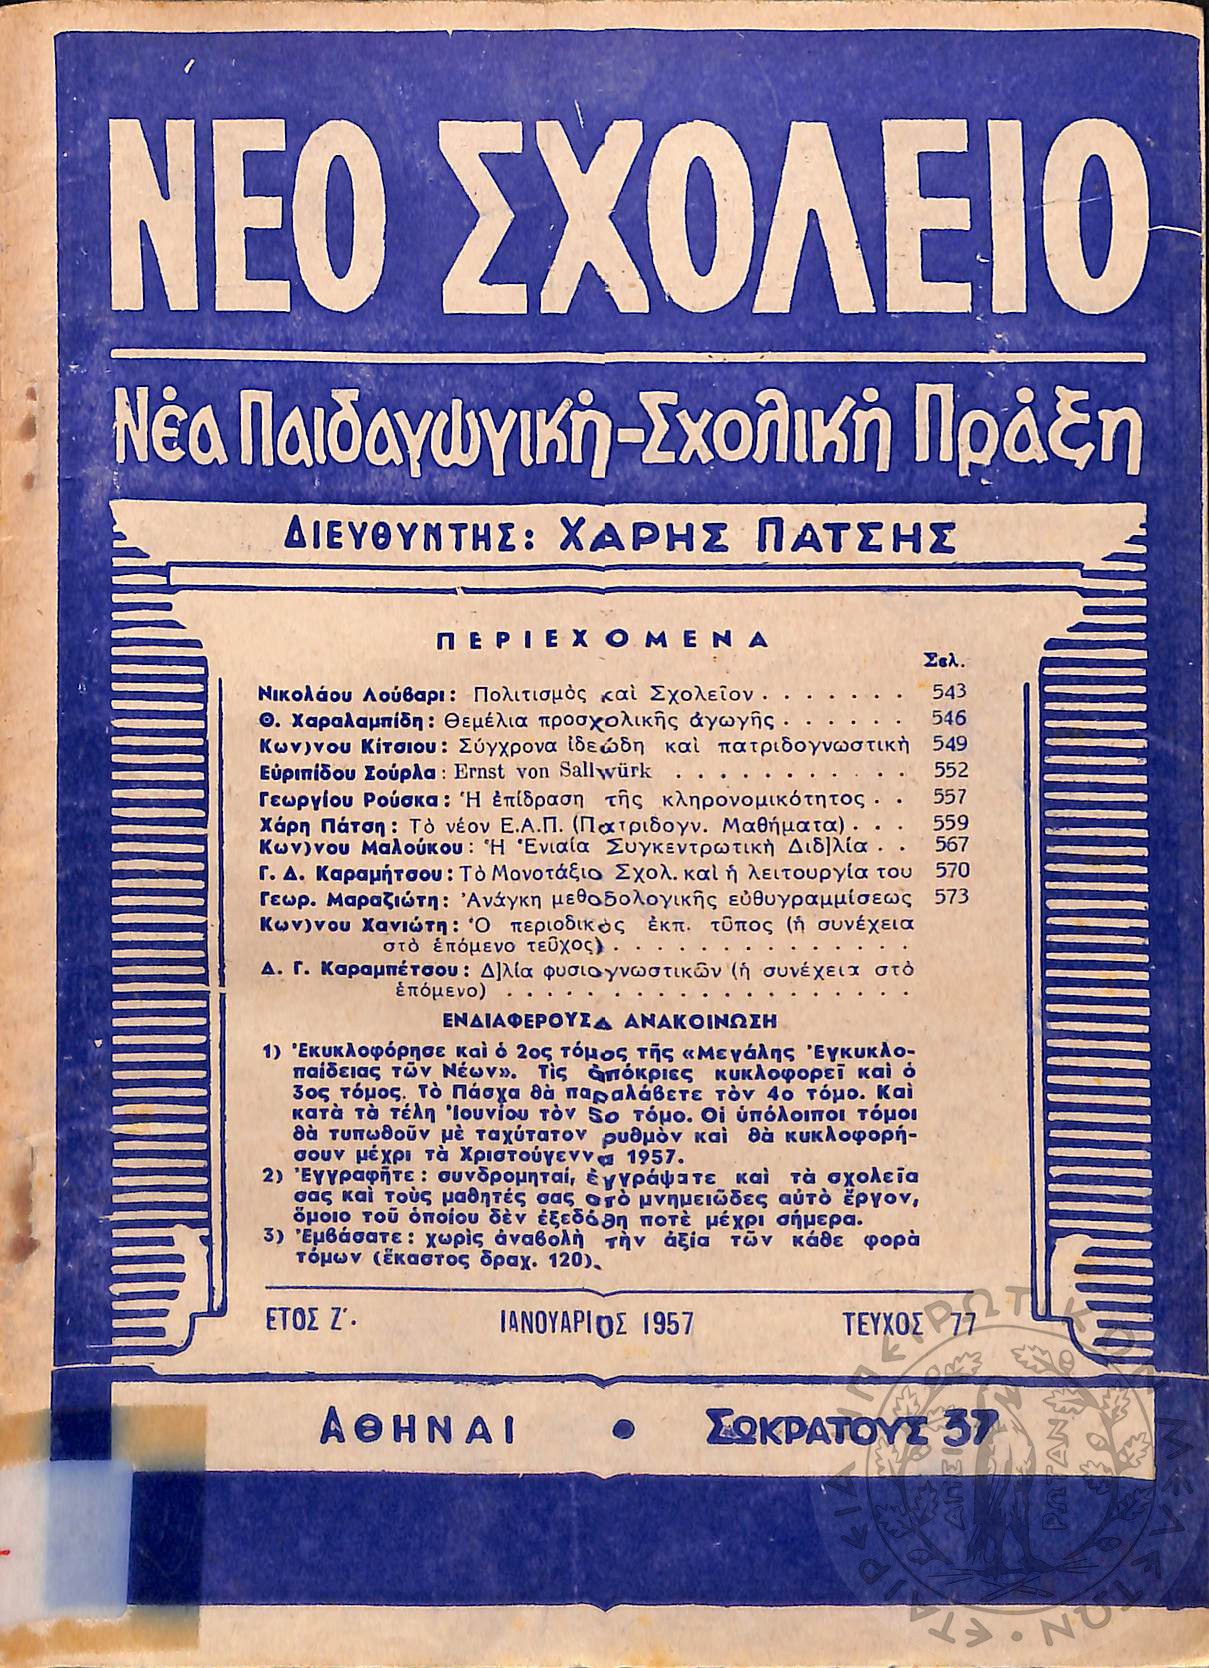 ΝΕΟ ΣΧΟΛΕΙΟ
Νέα Παιδαγωγική-Σχολική Πράξη
ΔΙΕΥΘΥΝΤΗΣ: ΧΑΡΗΣ ΠΑΤΣΗΣ
ΠΕΡΙΕΧΟΜΕΝΑ
Σελ.
Νικολάου Λούβαρι: Πολιτισμὸς καὶ Σχολεῖον . . . . . . . 543
Θ. Χαραλαμπίδη: Θεμέλια προσχολικῆς ἀγωγῆς . . . . . . 546
Κων)νου Κίτσιου: Σύγχρονα ἰδεώδη καὶ πατριδογνωστικὴ 549
Εὐριπίδου Σούρλα: Ernst von Sallwürk . . . . . . . . . 552
Γεωργίου Ρούσκα: Ἡ ἐπίδραση τῆς κληρονομικότητος . . 557
Χάρη Πάτση: Τὸ νέον Ε.Α.Π. (Πατριδογν. Μαθήματα) . . . 559
Κων)νου Μαλούκου: Ἡ Ἑνιαία Συγκεντρωτικὴ Διδ]λία . . 567
Γ. Δ. Καραμήτσου: Τὸ Μονοτάξιο Σχολ. καὶ ἡ λειτουργία του 570
Γεωρ. Μαραζιώτη: Ἀνάγκη μεθοδολογικῆς εὐθυγραμμίσεως 573
Κων)νου Χανιώτη: Ὁ περιοδικὸς ἐκπ. τῦπος (ἡ συνέχεια
στὸ ἑπόμενο τεῦχος) . . . . . . . . . . . . . . .
Δ. Γ. Καραμπέτσου: Δ]λία φυσιογνωστικῶν (ἡ συνέχεια στὸ
ἑπόμενο) . . . . . . . . . . . . . . . . . .
ΕΝΔΙΑΦΕΡΟΥΣΑ ΑΝΑΚΟΙΝΩΣΗ
1) Ἐκυκλοφόρησε καὶ ὁ 2ος τόμος τῆς «Μεγάλης Ἐγκυκλο-
παίδειας τῶν Νέων». Τὶς ἀπόκριες κυκλοφορεῖ καὶ ὁ
3ος τόμος. Τὸ Πάσχα θὰ παραλάβετε τὸν 4ο τόμο. Καὶ
κατὰ τὰ τέλη Ἰουνίου τὸν 5ο τόμο. Οἱ ὑπόλοιποι τόμοι
θὰ τυπωθοῦν μὲ ταχύτατον ρυθμὸν καὶ θὰ κυκλοφορή-
σουν μέχρι τὰ Χριστούγεννα 1957.
2) Ἐγγραφῆτε: συνδρομηταί, ἐγγράψατε καὶ τὰ σχολεῖα
σας καὶ τοὺς μαθητές σας στὸ μνημειῶδες αὐτὸ ἔργον,
ὅμοιο τοῦ ὁποίου δὲν ἐξεδόθη ποτὲ μέχρι σήμερα.
3) Ἐμβάσατε: χωρὶς ἀναβολὴ τὴν ἀξία τῶν κάθε φορὰ
τόμων (ἕκαστος δραχ. 120).
ΕΤΟΣ Ζ΄. ΙΑΝΟΥΑΡΙΟΣ 1957 ΤΕΥΧΟΣ 77
ΑΘΗΝΑΙ • ΣΩΚΡΑΤΟΥΣ 37
ΕΤΑΙΡΕΙΑ ΗΠΕΙΡΩΤΙΚΩΝ ΜΕΛΕΤΩΝ
ΑΠΕΙΡΩΤΑΝ